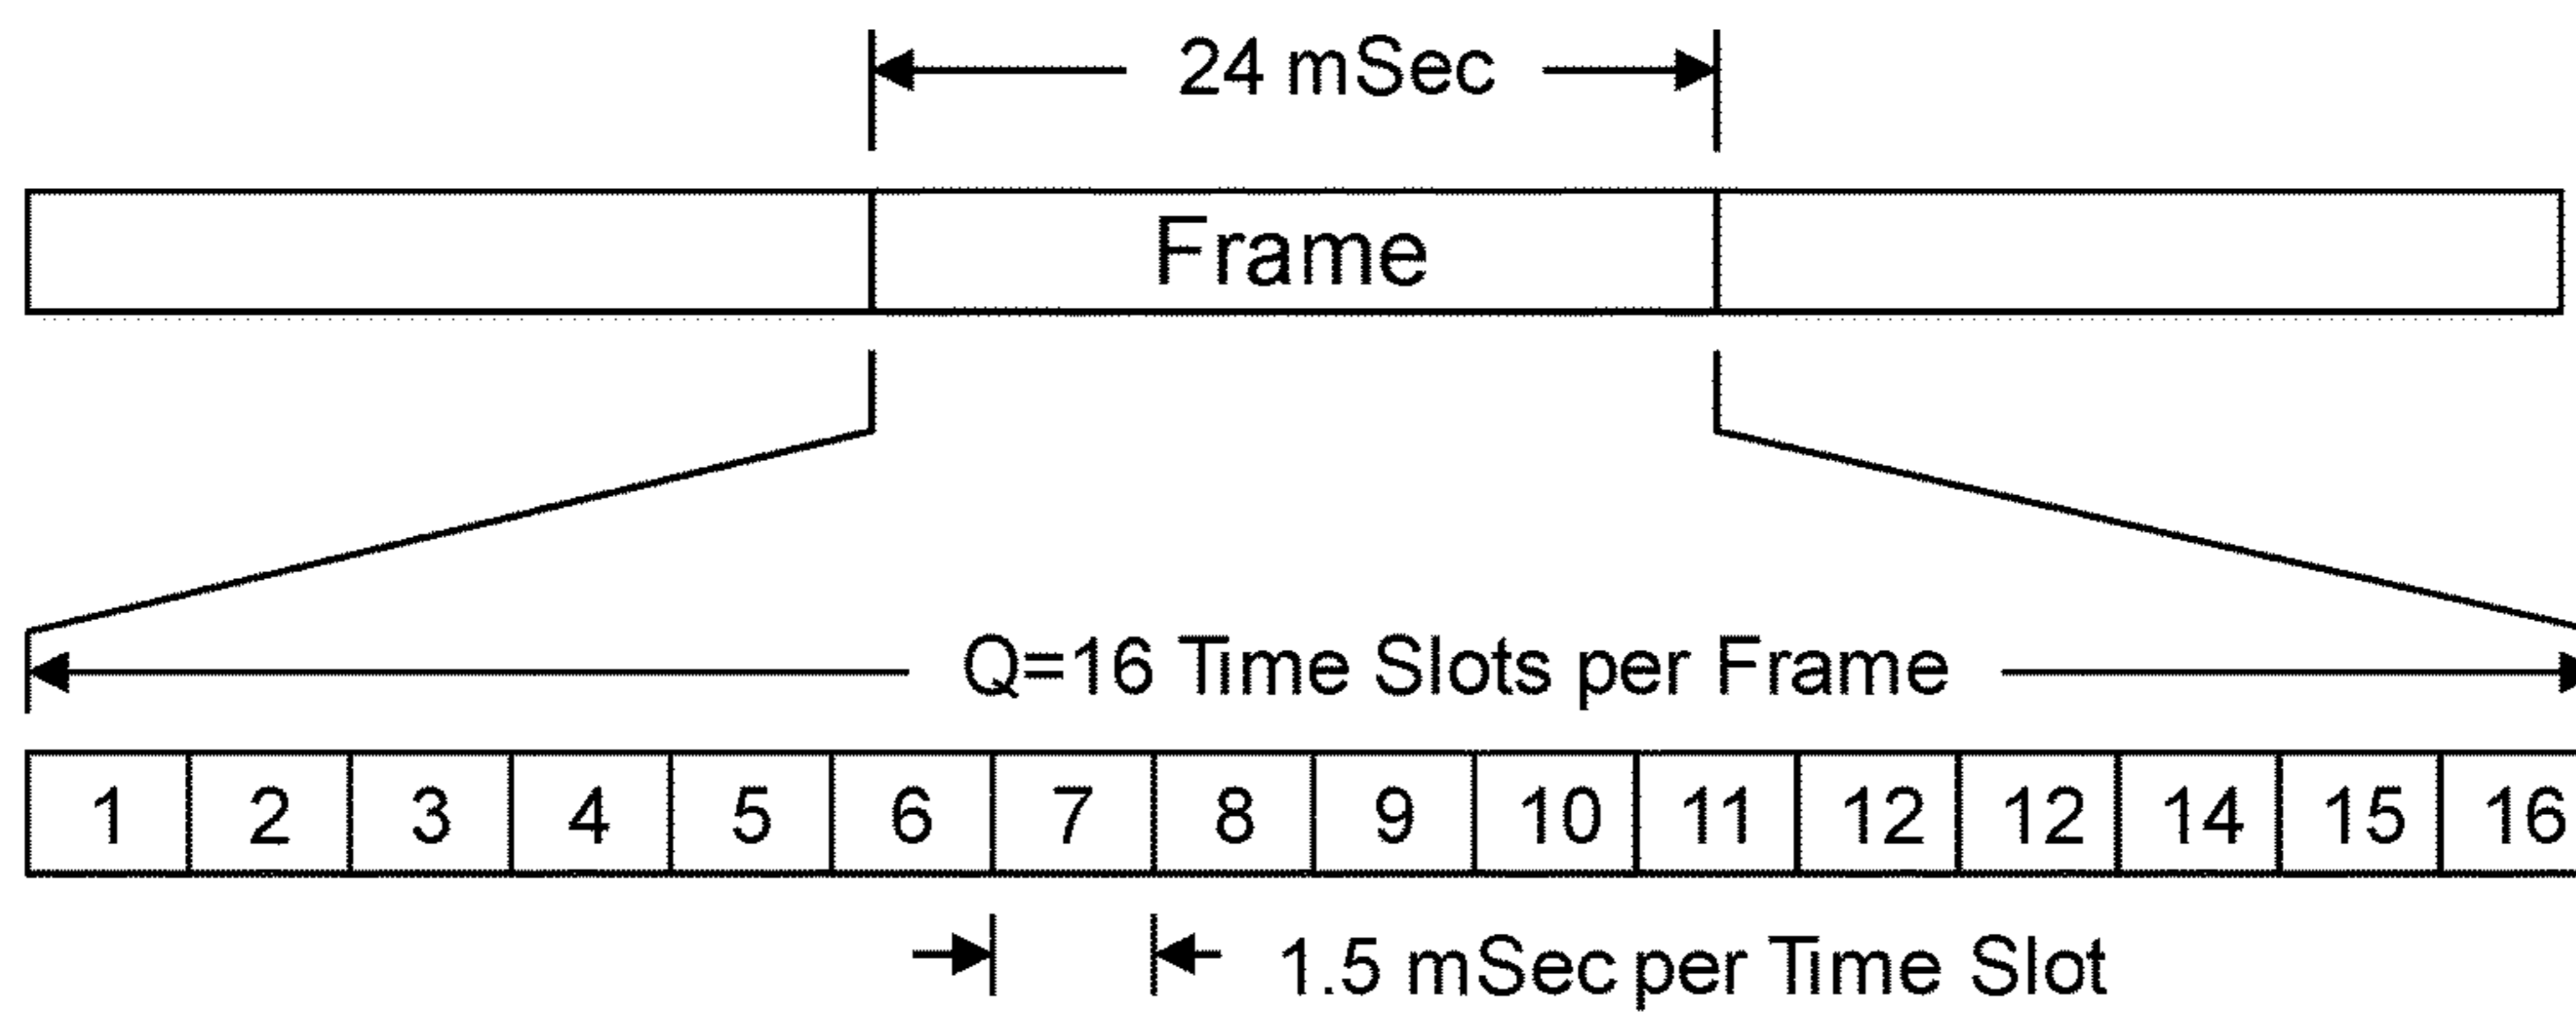 24 mSec
Frame
Q=16 Time Slots per Frame
1 2 3 4 5 6 7 8 9 10 11 12 12 14 15 16
1.5 mSec per Time Slot